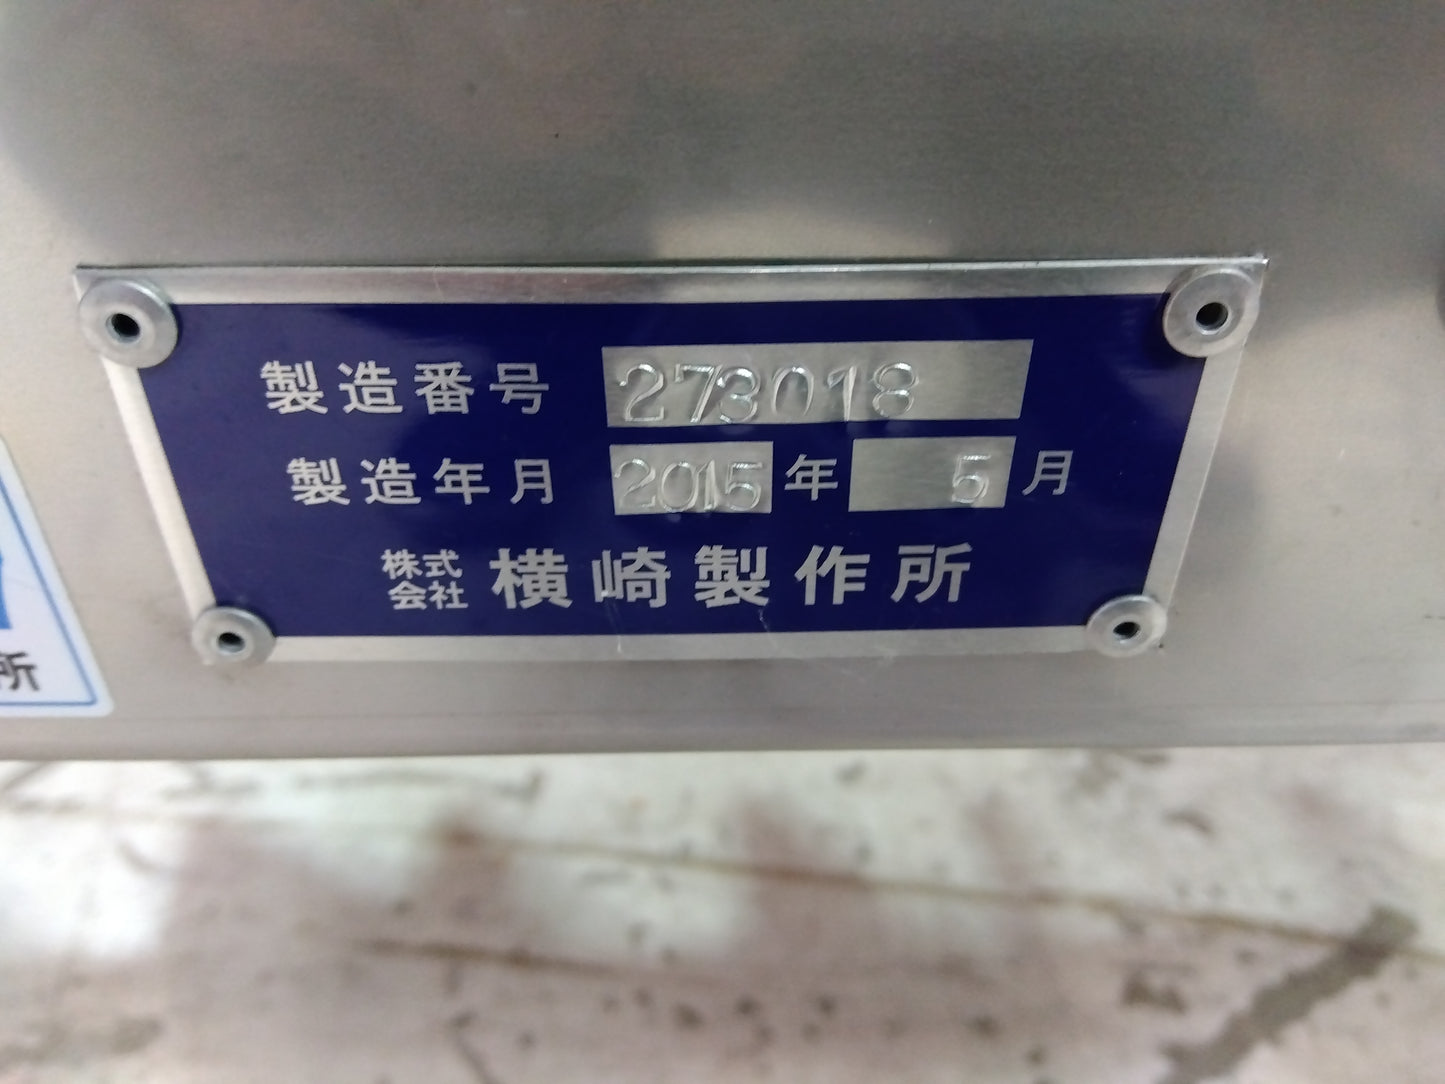 製造番号 273018
製造年月 2015年 5月
株式会社 横崎製作所
所